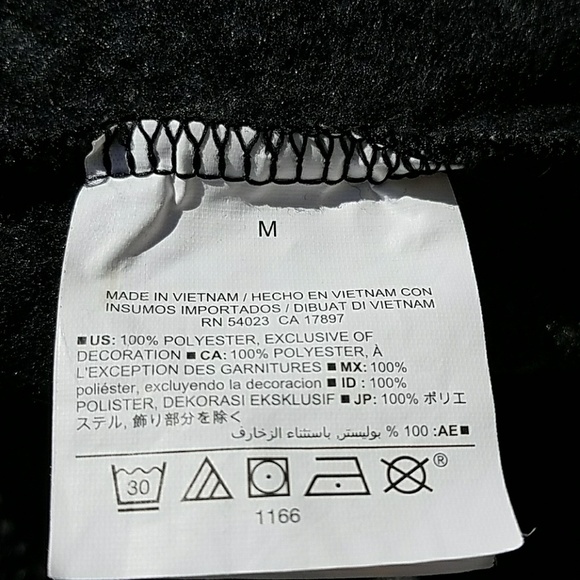 M
MADE IN VIETNAM / HECHO EN VIETNAM CON
INSUMOS IMPORTADOS / DIBUAT DI VIETNAM
RN 54023 CA 17897
■ US: 100% POLYESTER, EXCLUSIVE OF
DECORATION ■ CA: 100% POLYESTER, À
L'EXCEPTION DES GARNITURES ■ MX: 100%
poliéster, excluyendo la decoracion ■ ID : 100%
POLISTER, DEKORASI EKSKLUSIF ■ JP: 100% ポリエ
ステル, 飾り部分を除く
■ AE: 100 % بوليستر, باستثناء الزخارف
30
®
1166